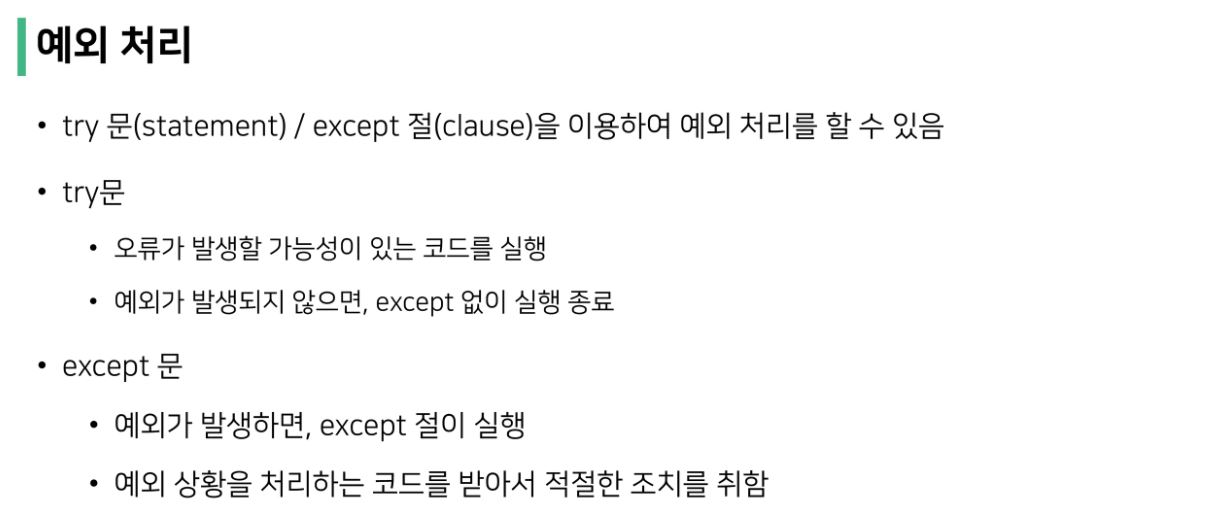 예외 처리
• try 문(statement) / except 절(clause)을 이용하여 예외 처리를 할 수 있음
• try문
• 오류가 발생할 가능성이 있는 코드를 실행
• 예외가 발생되지 않으면, except 없이 실행 종료
• except 문
• 예외가 발생하면, except 절이 실행
• 예외 상황을 처리하는 코드를 받아서 적절한 조치를 취함